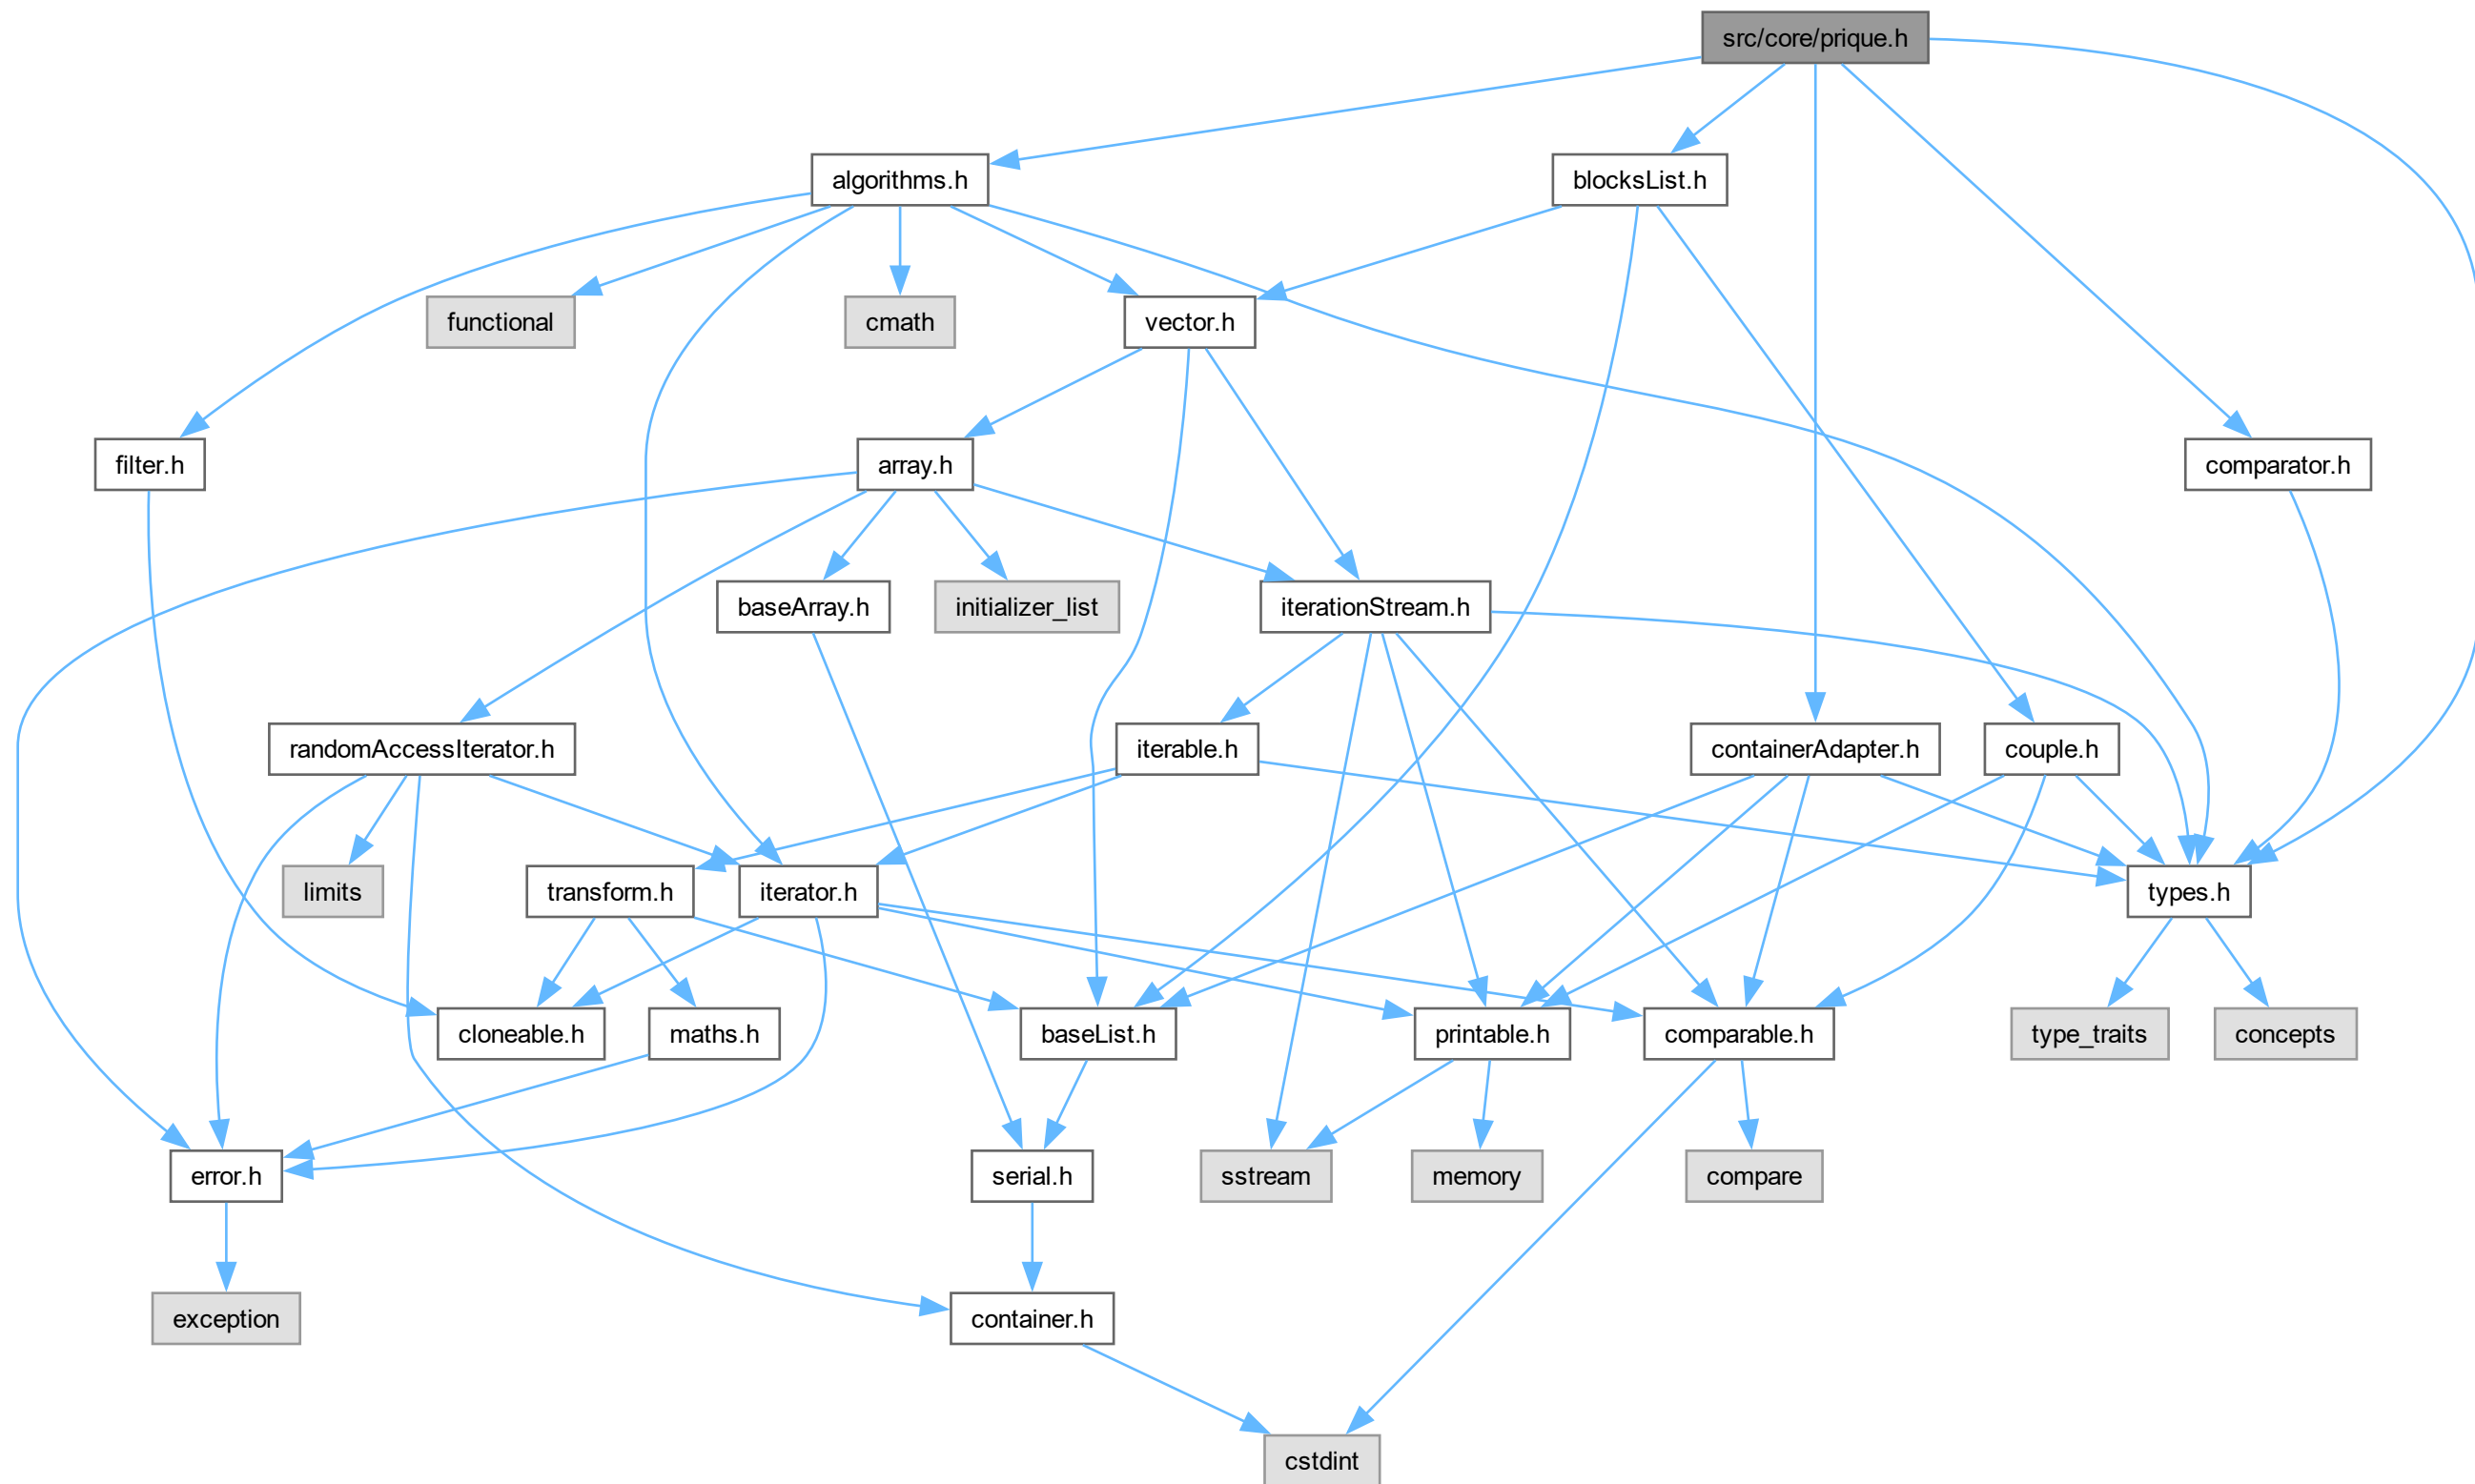 src/core/prique.h
algorithms.h
blocksList.h
functional
cmath
vector.h
filter.h
array.h
comparator.h
baseArray.h
initializer_list
iterationStream.h
randomAccessIterator.h
iterable.h
containerAdapter.h
couple.h
limits
transform.h
iterator.h
types.h
cloneable.h
maths.h
baseList.h
printable.h
comparable.h
type_traits
concepts
error.h
serial.h
sstream
memory
compare
exception
container.h
cstdint